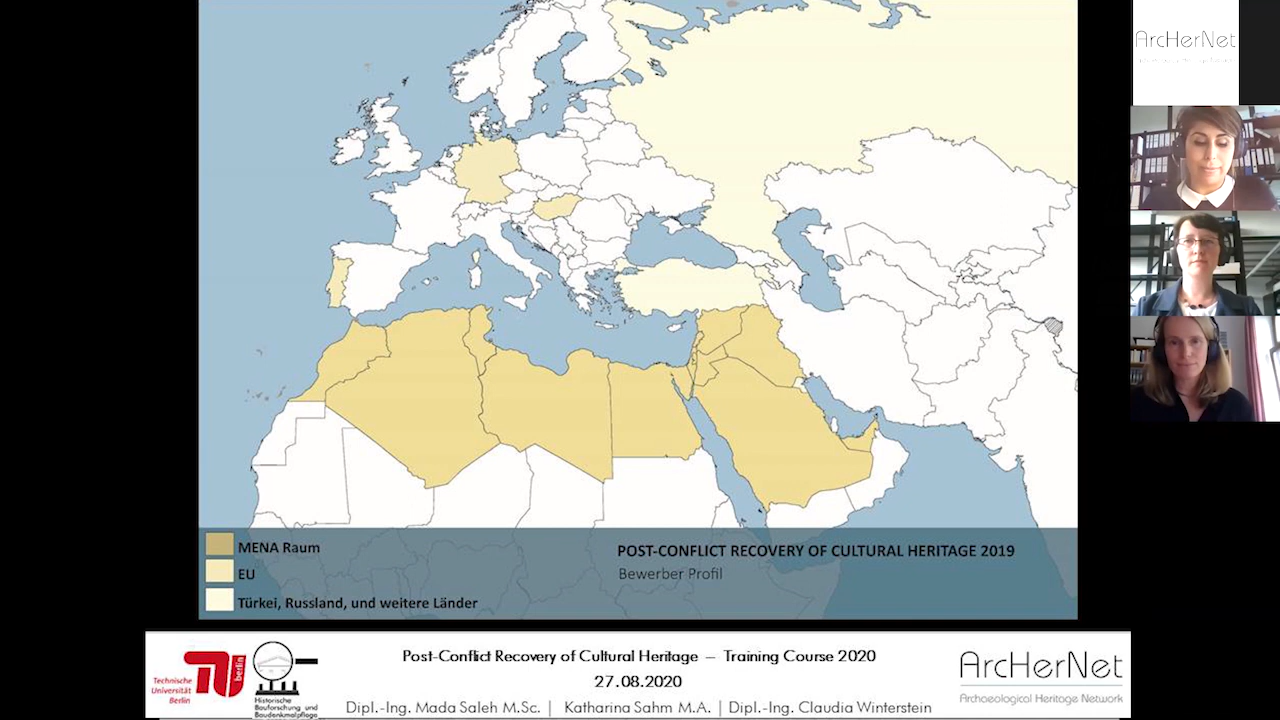 ArcHerNet
MENA Raum
EU
Türkei, Russland, und weitere Länder
POST-CONFLICT RECOVERY OF CULTURAL HERITAGE 2019
Bewerber Profil
Technische
Universität
Berlin
berlin
Historische
Bauforschung und
Baudenkmalpflege
Post-Conflict Recovery of Cultural Heritage – Training Course 2020
27.08.2020
Dipl.-Ing. Mada Saleh M.Sc. | Katharina Sahm M.A. | Dipl.-Ing. Claudia Winterstein
ArcHerNet
Archaeological Heritage Network